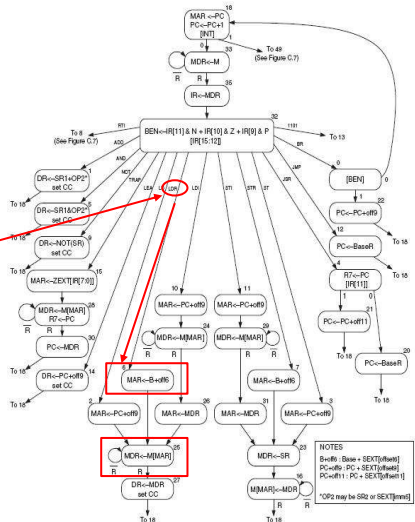 18
MAR <–PC
PC<–PC+1
[INT]
0
1
To 49
(See Figure C.7)
33
MDR<–M
R
R
35
IR<–MDR
32
BEN<–IR[11] & N + IR[10] & Z + IR[9] & P
[IR[15:12]]
To 8
(See Figure C.7)
RTI
1101
To 13
ADD
AND
NOT
TRAP
LEA
LDR
LDI
STI
STR
ST
JSR
JMP
BR
1
DR<–SR1+OP2*
set CC
To 18
5
DR<–SR1&OP2*
set CC
To 18
9
DR<–NOT(SR)
set CC
To 18
15
MAR<–ZEXT[IR[7:0]]
28
MDR<–M[MAR]
R7<–PC
R
R
30
PC<–MDR
To 18
14
DR<–PC+off9
set CC
To 18
0
[BEN]
0
1
22
PC<–PC+off9
To 18
12
PC<–BaseR
To 18
4
R7<–PC
[IR[11]]
1
0
21
PC<–PC+off11
To 18
20
PC<–BaseR
To 18
10
MAR<–PC+off9
11
MAR<–PC+off9
24
MDR<–M[MAR]
R
R
29
MDR<–M[MAR]
R
R
6
MAR<–B+off6
7
MAR<–B+off6
2
MAR<–PC+off9
26
MAR<–MDR
31
MAR<–MDR
3
MAR<–PC+off9
25
MDR<–M[MAR]
R
R
23
MDR<–SR
27
DR<–MDR
set CC
To 18
16
M[MAR]<–MDR
R
R
To 18
NOTES
B+off6 : Base + SEXT[offset6]
PC+off9 : PC + SEXT[offset9]
PC+off11 : PC + SEXT[offset11]
*OP2 may be SR2 or SEXT[imm5]